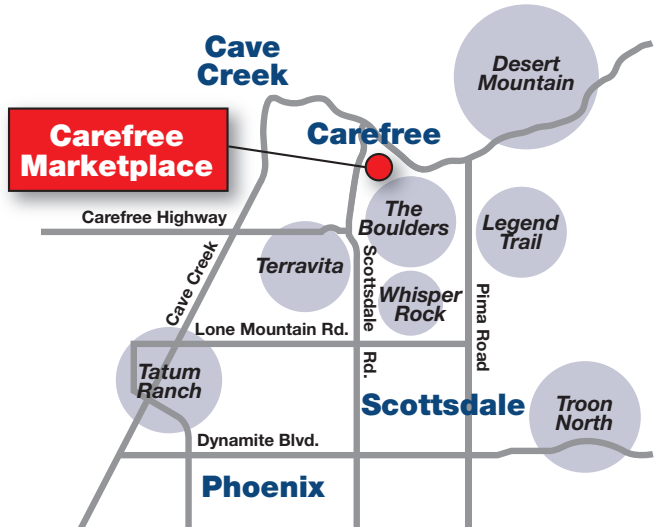 Cave
Creek
Desert
Mountain
Carefree
Marketplace
Carefree
The
Boulders
Carefree Highway
Legend
Trail
Terravita
Cave Creek
Scottsdale
Rd.
Whisper
Rock
Pima Road
Lone Mountain Rd.
Tatum
Ranch
Scottsdale
Troon
North
Dynamite Blvd.
Phoenix